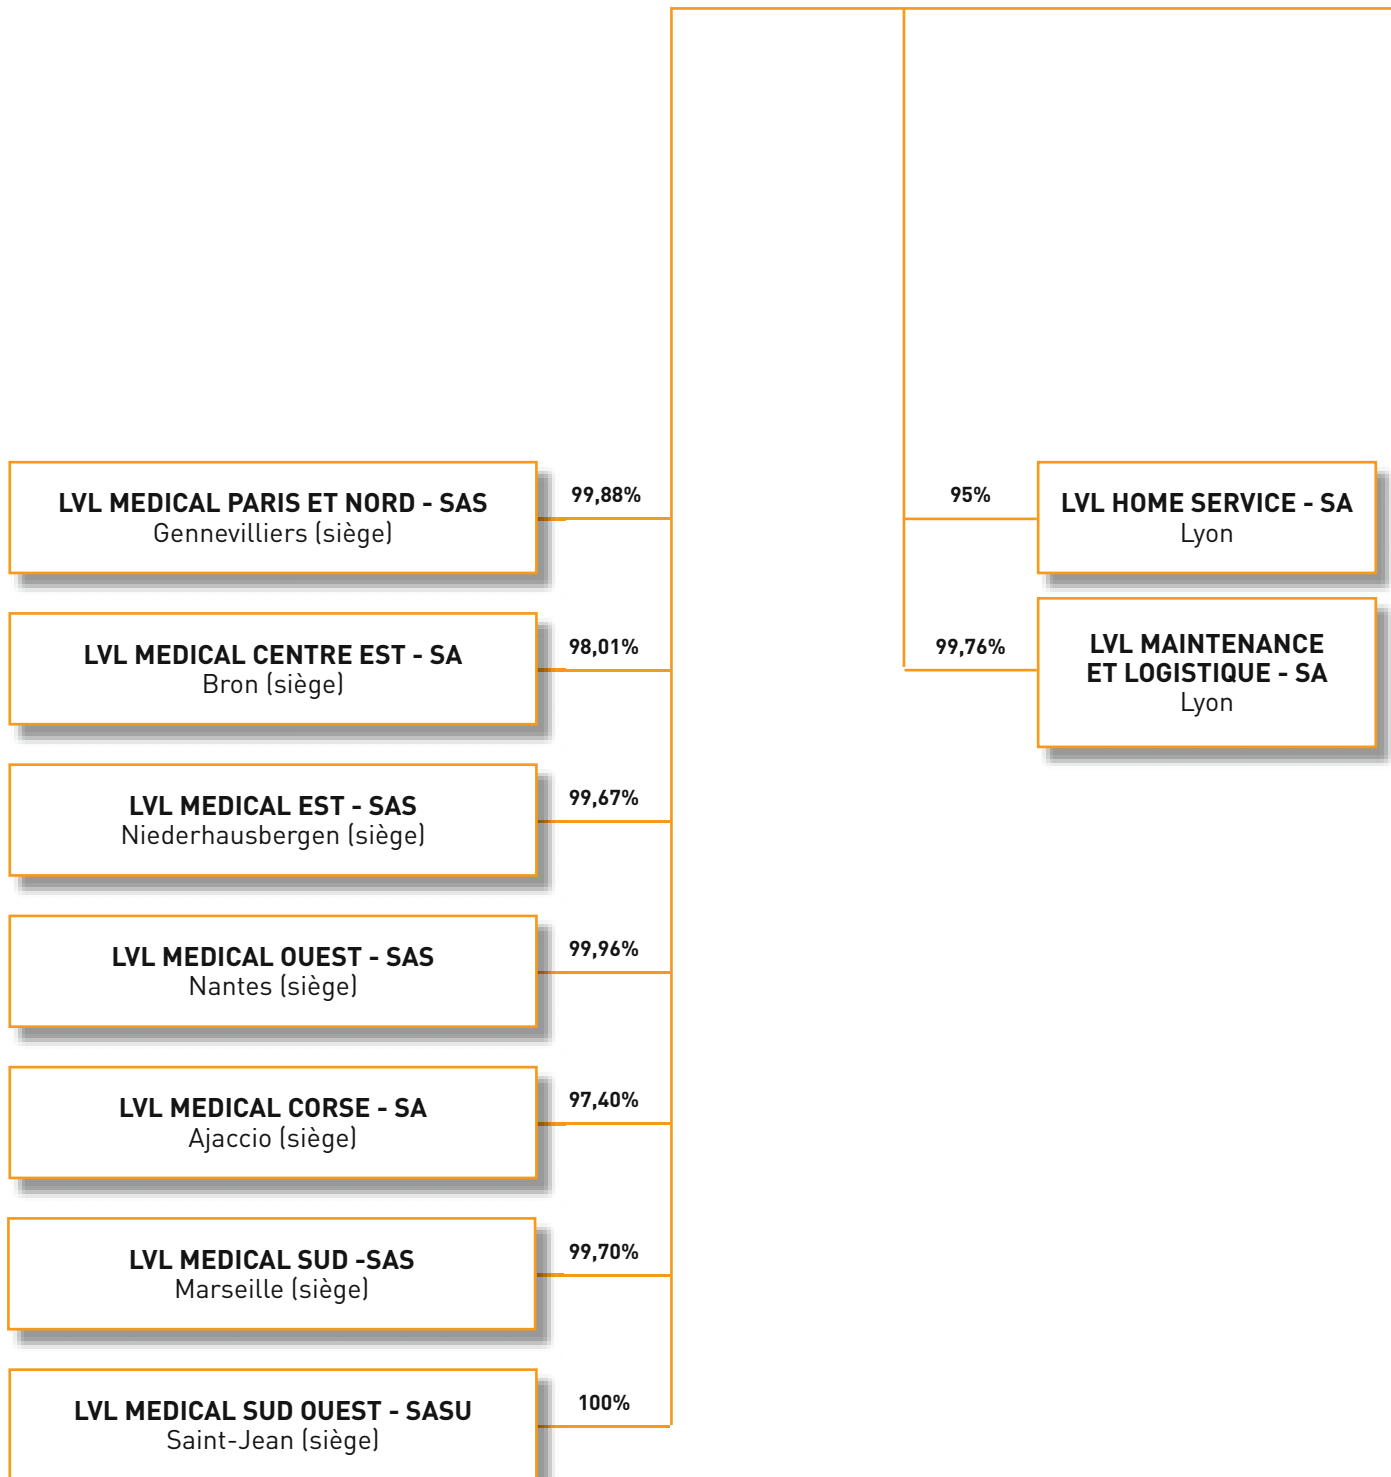 LVL MEDICAL PARIS ET NORD - SAS
Gennevilliers (siège)
99,88%
LVL MEDICAL CENTRE EST - SA
Bron (siège)
98,01%
LVL MEDICAL EST - SAS
Niederhausbergen (siège)
99,67%
LVL MEDICAL OUEST - SAS
Nantes (siège)
99,96%
LVL MEDICAL CORSE - SA
Ajaccio (siège)
97,40%
LVL MEDICAL SUD -SAS
Marseille (siège)
99,70%
LVL MEDICAL SUD OUEST - SASU
Saint-Jean (siège)
100%
95%
LVL HOME SERVICE - SA
Lyon
99,76%
LVL MAINTENANCE
ET LOGISTIQUE - SA
Lyon